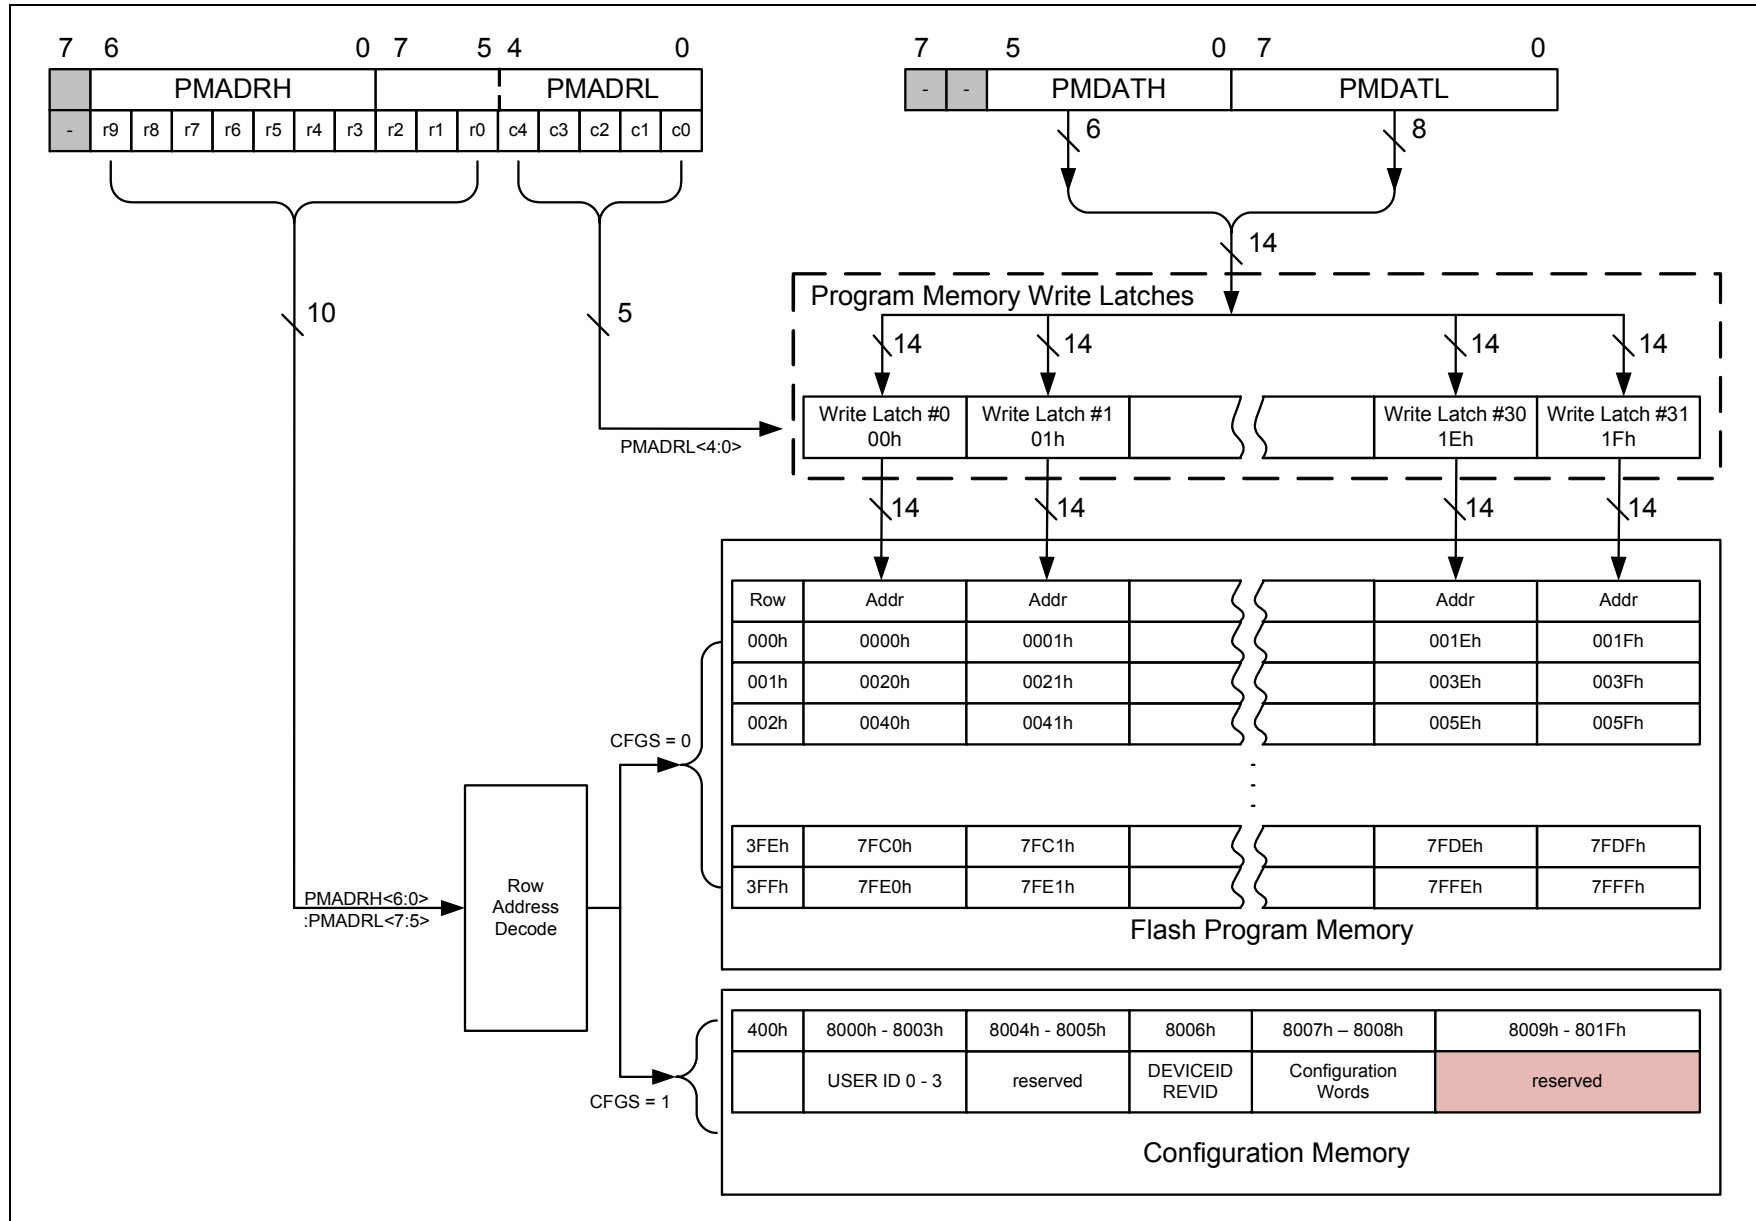 7 6 0 7 5 4 0
PMADRH PMADRL
- r9 r8 r7 r6 r5 r4 r3 r2 r1 r0 c4 c3 c2 c1 c0
7 5 0 7 0
- - PMDATH PMDATL
6 8
14
10
5
Program Memory Write Latches
14 14 14 14
Write Latch #0 Write Latch #1 Write Latch #30 Write Latch #31
00h 01h 1Eh 1Fh
PMADRL<4:0>
14 14 14 14
Row Addr Addr Addr Addr
000h 0000h 0001h 001Eh 001Fh
001h 0020h 0021h 003Eh 003Fh
002h 0040h 0041h 005Eh 005Fh
CFGS = 0
3FEh 7FC0h 7FC1h 7FDEh 7FDFh
3FFh 7FE0h 7FE1h 7FFEh 7FFFh
Flash Program Memory
PMADRH<6:0>
:PMADRL<7:5>
Row
Address
Decode
400h 8000h - 8003h 8004h - 8005h 8006h 8007h – 8008h 8009h - 801Fh
USER ID 0 - 3 reserved DEVICEID
REVID Configuration
Words reserved
CFGS = 1
Configuration Memory